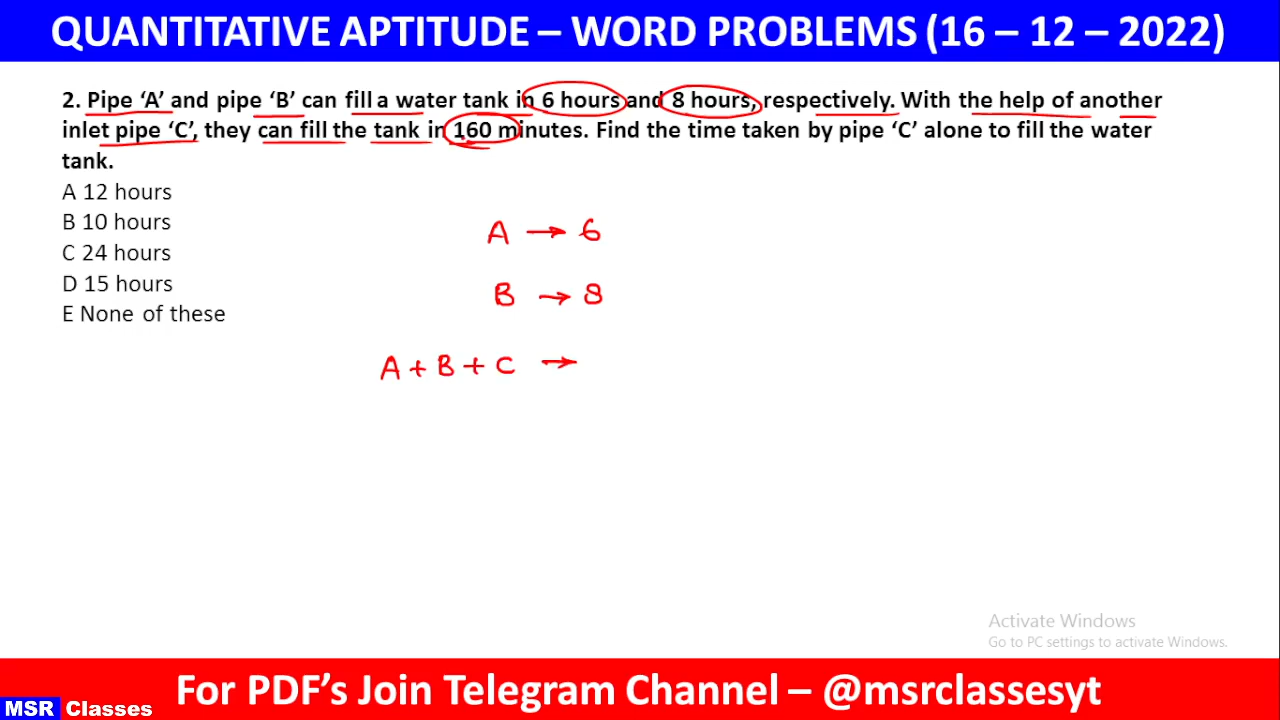 QUANTITATIVE APTITUDE – WORD PROBLEMS (16 – 12 – 2022)
2. Pipe ‘A’ and pipe ‘B’ can fill a water tank in 6 hours and 8 hours, respectively. With the help of another
inlet pipe ‘C’, they can fill the tank in 160 minutes. Find the time taken by pipe ‘C’ alone to fill the water
tank.
A 12 hours
B 10 hours
C 24 hours
D 15 hours
E None of these
A → 6
B → 8
A + B + C →
Activate Windows
Go to PC settings to activate Windows.
For PDF’s Join Telegram Channel – @msrclassesyt
MSR Classes